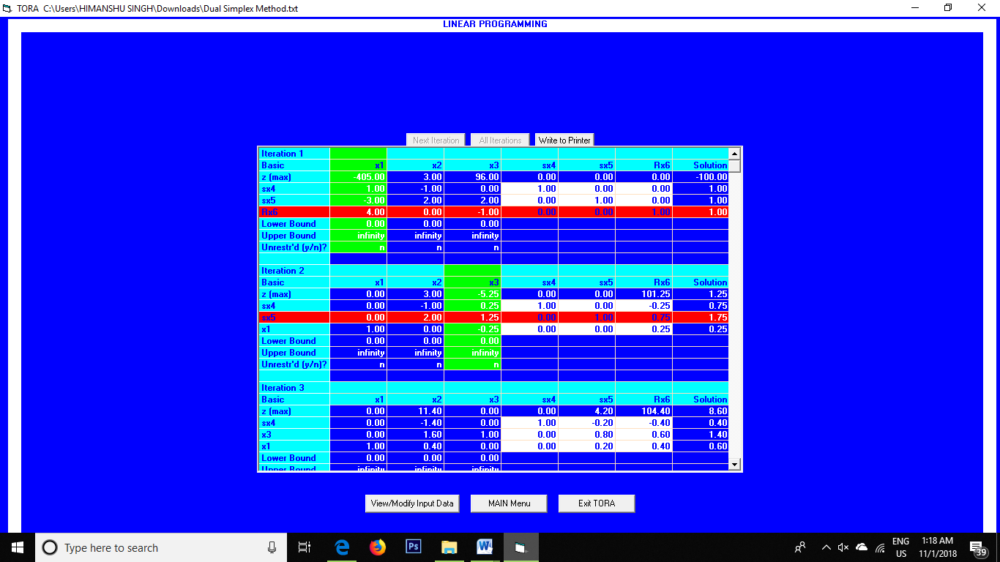 TORA C:\Users\HIMANSHU SINGH\Downloads\Dual Simplex Method.txt
LINEAR PROGRAMMING
Next Iteration All Iterations Write to Printer
Iteration 1
Basic x1 x2 x3 sx4 sx5 Rx6 Solution
z (max) -405.00 3.00 96.00 0.00 0.00 0.00 -100.00
sx4 1.00 -1.00 0.00 1.00 0.00 0.00 1.00
sx5 -3.00 2.00 2.00 0.00 1.00 0.00 1.00
Rx6 4.00 0.00 -1.00 0.00 0.00 1.00 1.00
Lower Bound 0.00 0.00 0.00
Upper Bound infinity infinity infinity
Unrestr'd (y/n)? n n n
Iteration 2
Basic x1 x2 x3 sx4 sx5 Rx6 Solution
z (max) 0.00 3.00 -5.25 0.00 0.00 101.25 1.25
sx4 0.00 -1.00 0.25 1.00 0.00 -0.25 0.75
sx5 0.00 2.00 1.25 0.00 1.00 0.75 1.75
x1 1.00 0.00 -0.25 0.00 0.00 0.25 0.25
Lower Bound 0.00 0.00 0.00
Upper Bound infinity infinity infinity
Unrestr'd (y/n)? n n n
Iteration 3
Basic x1 x2 x3 sx4 sx5 Rx6 Solution
z (max) 0.00 11.40 0.00 0.00 4.20 104.40 8.60
sx4 0.00 -1.40 0.00 1.00 -0.20 -0.40 0.40
x3 0.00 1.60 1.00 0.00 0.80 0.60 1.40
x1 1.00 0.40 0.00 0.00 0.20 0.40 0.60
Lower Bound 0.00 0.00 0.00
Upper Bound infinity infinity infinity
View/Modify Input Data MAIN Menu Exit TORA
Type here to search
Ps
W
ENG
US
1:18 AM
11/1/2018
39